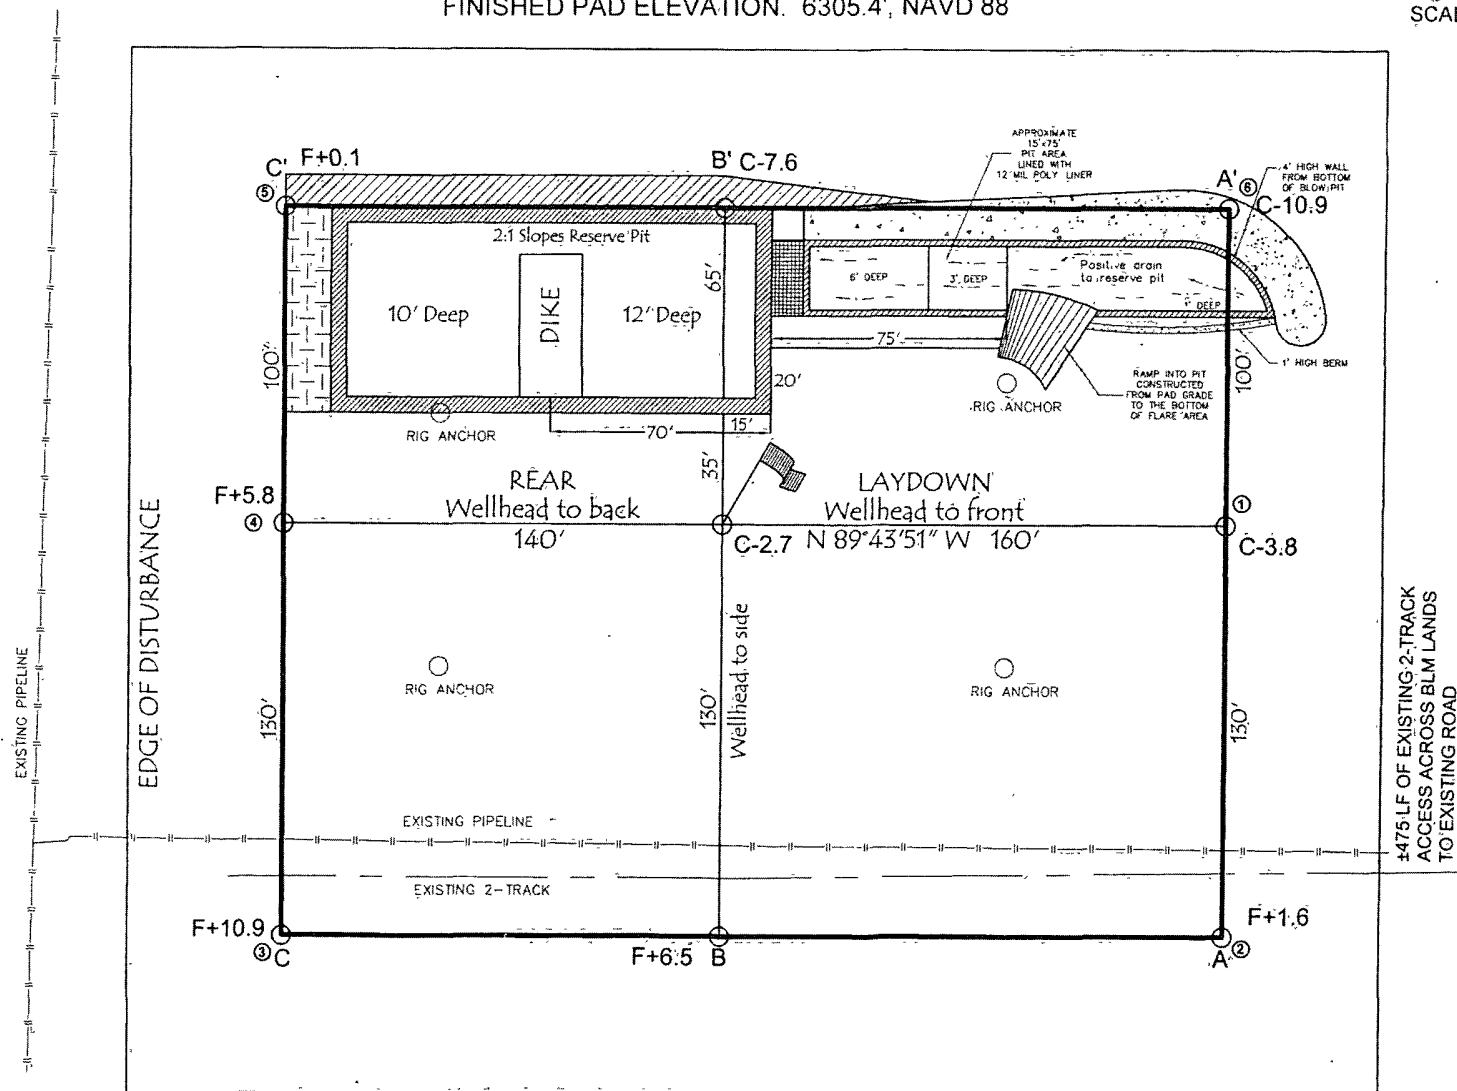 FINISHED PAD ELEVATION: 6305.4', NAVD 88
C' F+0.1
⑤
B' C-7.6
APPROXIMATE
15'x75'
PIT AREA
LINED WITH
12 MIL POLY LINER
4' HIGH WALL
FROM BOTTOM
OF BLOW PIT
A' ⑥
C-10.9
2:1 Slopes Reserve Pit
10' Deep
DIKE
12' Deep
65'
6' DEEP
3' DEEP
Positive drain
to reserve pit
1' DEEP
75'
100'
20'
100'
1' HIGH BERM
RIG ANCHOR
RAMP INTO PIT
CONSTRUCTED
FROM PAD GRADE
TO THE BOTTOM
OF FLARE AREA
RIG ANCHOR
70'
15'
35'
F+5.8
④
REAR
Wellhead to back
140'
LAYDOWN
Wellhead to front
N 89°43'51" W 160'
C-2.7
①
C-3.8
EDGE OF DISTURBANCE
EXISTING PIPELINE
RIG ANCHOR
RIG ANCHOR
130'
130'
Wellhead to side
130'
±475 LF OF EXISTING 2-TRACK
ACCESS ACROSS BLM LANDS
TO EXISTING ROAD
EXISTING PIPELINE
EXISTING 2-TRACK
F+10.9
③ C
F+6.5 B
F+1.6
A ②